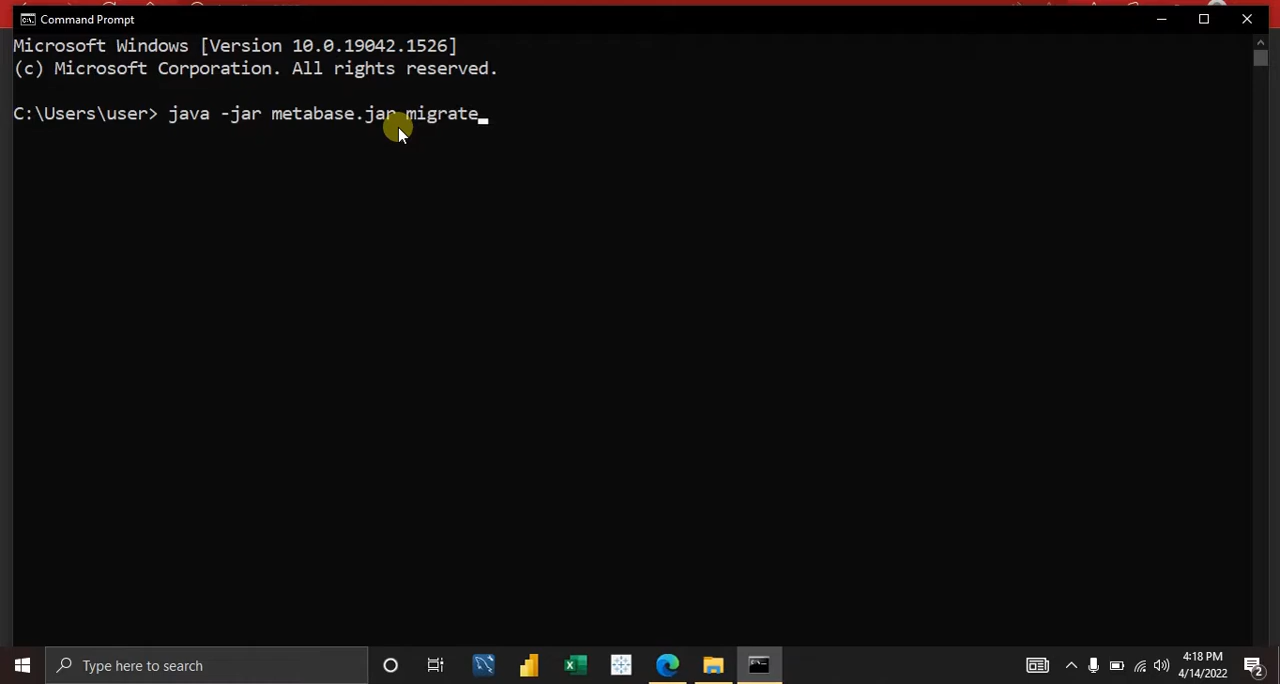 Command Prompt
Microsoft Windows [Version 10.0.19042.1526]
(c) Microsoft Corporation. All rights reserved.
C:\Users\user> java -jar metabase.jar migrate
Type here to search
4:18 PM
4/14/2022
2